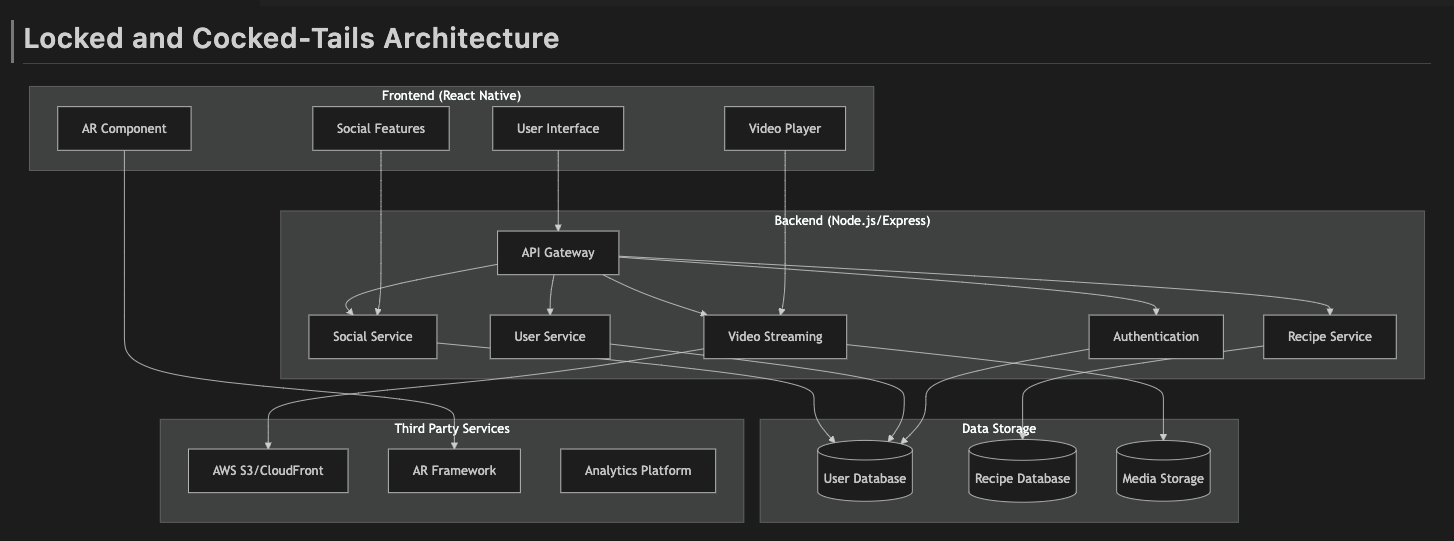 Locked and Cocked-Tails Architecture
Frontend (React Native)
AR Component
Social Features
User Interface
Video Player
Backend (Node.js/Express)
API Gateway
Social Service
User Service
Video Streaming
Authentication
Recipe Service
Third Party Services
AWS S3/CloudFront
AR Framework
Analytics Platform
Data Storage
User Database
Recipe Database
Media Storage